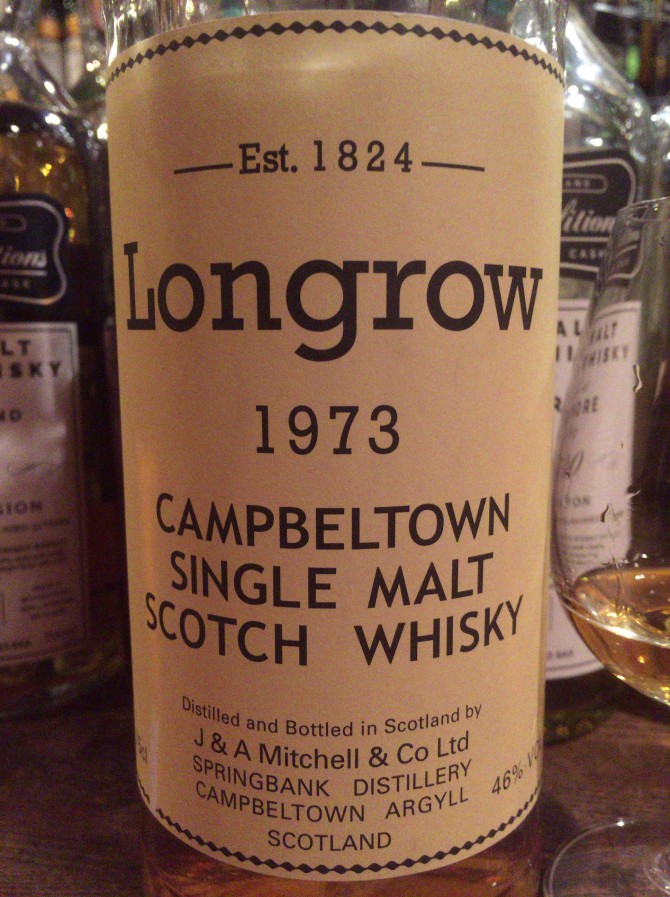 Est. 1824
Longrow
1973
CAMPBELTOWN
SINGLE MALT
SCOTCH WHISKY
Distilled and Bottled in Scotland by
J & A Mitchell & Co Ltd
SPRINGBANK DISTILLERY
CAMPBELTOWN ARGYLL
SCOTLAND
46%